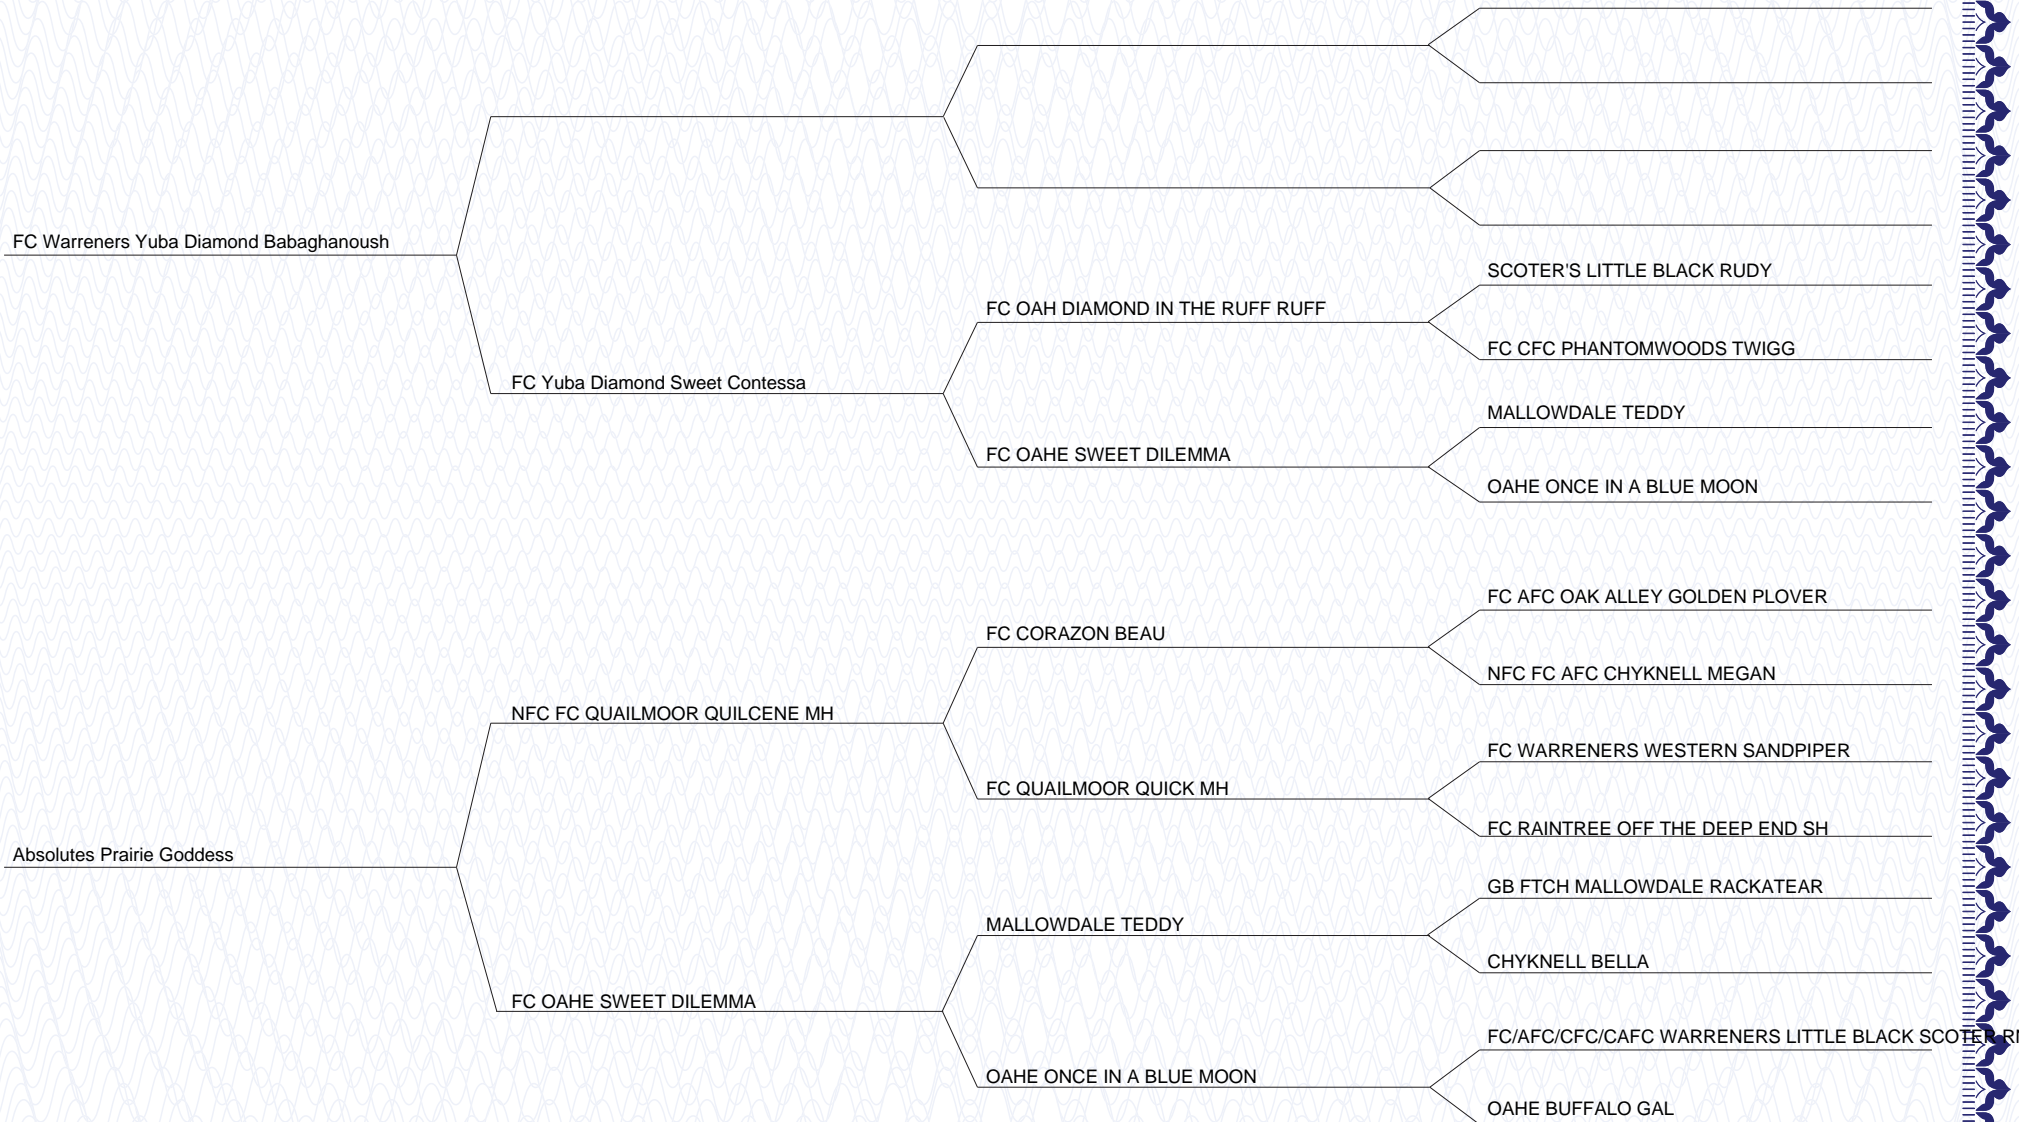 FC Warreners Yuba Diamond Babaghanoush
SCOTER'S LITTLE BLACK RUDY
FC OAH DIAMOND IN THE RUFF RUFF
FC CFC PHANTOMWOODS TWIGG
FC Yuba Diamond Sweet Contessa
MALLOWDALE TEDDY
FC OAHE SWEET DILEMMA
OAHE ONCE IN A BLUE MOON
FC AFC OAK ALLEY GOLDEN PLOVER
FC CORAZON BEAU
NFC FC AFC CHYKNELL MEGAN
NFC FC QUAILMOOR QUILCENE MH
FC WARRENERS WESTERN SANDPIPER
FC QUAILMOOR QUICK MH
FC RAINTREE OFF THE DEEP END SH
Absolutes Prairie Goddess
GB FTCH MALLOWDALE RACKATEAR
MALLOWDALE TEDDY
CHYKNELL BELLA
FC OAHE SWEET DILEMMA
FC/AFC/CFC/CAFC WARRENERS LITTLE BLACK SCOTER
OAHE ONCE IN A BLUE MOON
OAHE BUFFALO GAL